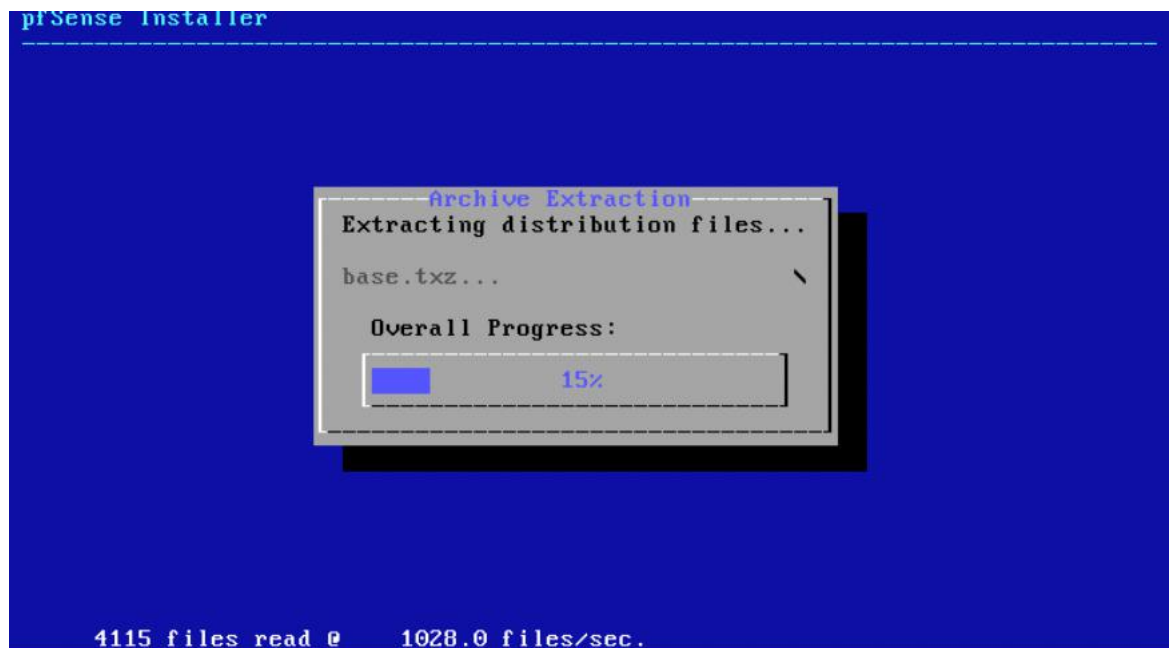 pfSense Installer
Archive Extraction
Extracting distribution files...
base.txz... \
Overall Progress:
15%
4115 files read @ 1028.0 files/sec.